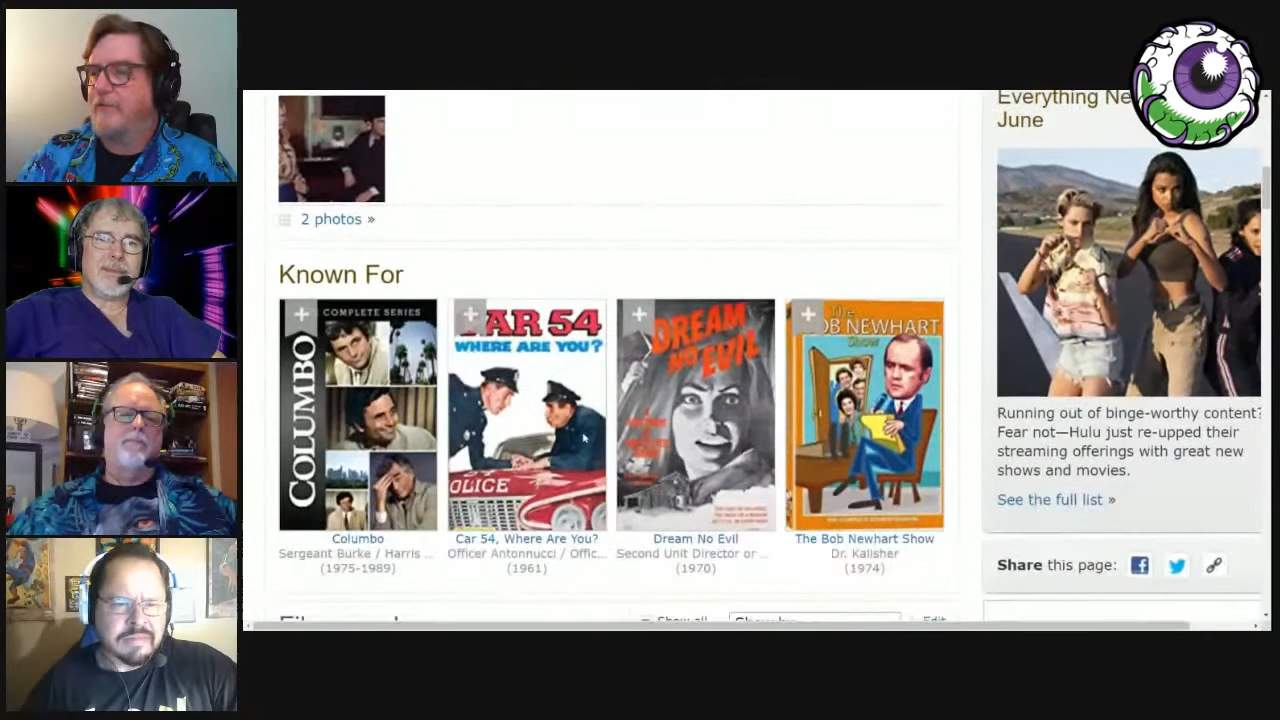 Everything Ne
June
2 photos »
Known For
COMPLETE SERIES
COLUMBO
CAR 54
WHERE ARE YOU?
OLICE
DREAM
NO EVIL
The
BOB NEWHART
Show
Columbo
Sergeant Burke / Harris ...
(1975-1989)
Car 54, Where Are You?
Officer Antonnucci / Offic...
(1961)
Dream No Evil
Second Unit Director or ...
(1970)
The Bob Newhart Show
Dr. Kalisher
(1974)
Running out of binge-worthy content?
Fear not—Hulu just re-upped their
streaming offerings with great new
shows and movies.
See the full list »
Share this page:
Show all
Edit